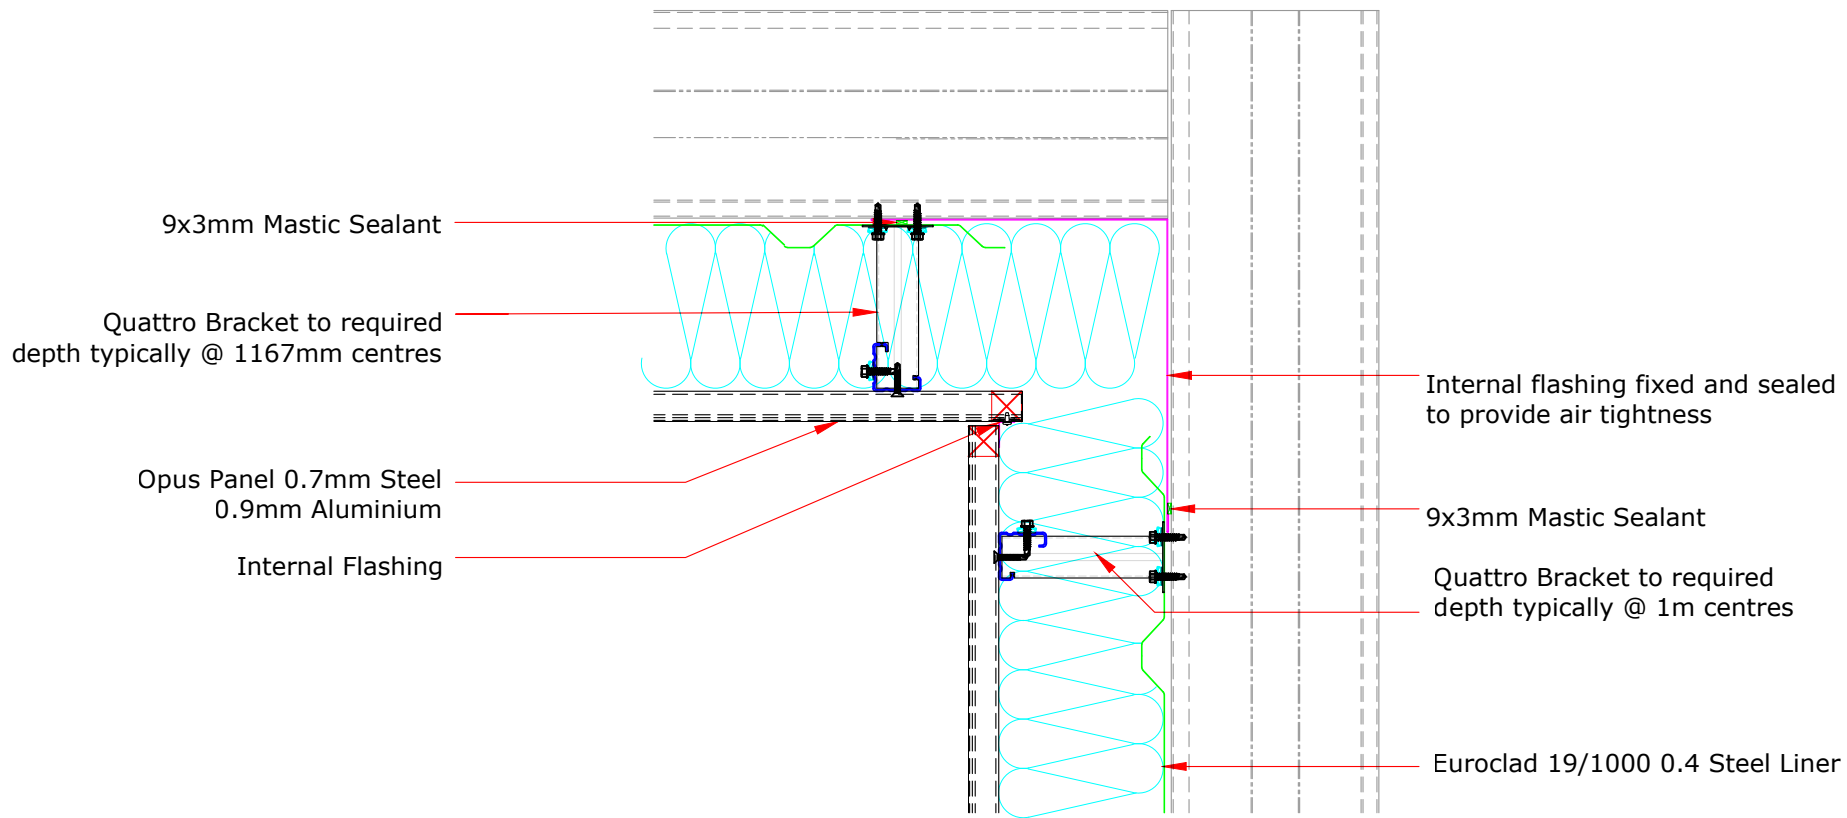 9x3mm Mastic Sealant
Quattro Bracket to required
depth typically @ 1167mm centres
Opus Panel 0.7mm Steel
0.9mm Aluminium
Internal Flashing
Internal flashing fixed and sealed
to provide air tightness
9x3mm Mastic Sealant
Quattro Bracket to required
depth typically @ 1m centres
Euroclad 19/1000 0.4 Steel Liner